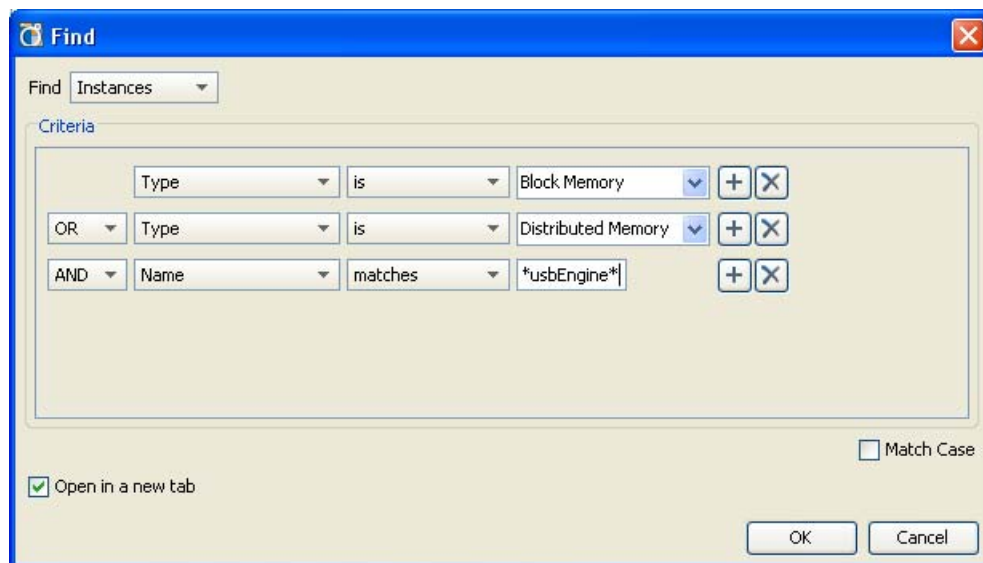 Find
Find Instances
Criteria
Type is Block Memory
OR Type is Distributed Memory
AND Name matches *usbEngine*
Match Case
Open in a new tab
OK Cancel